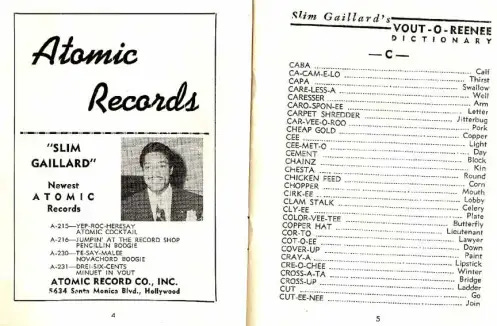 Atomic
Records
"SLIM
GAILLARD"
Newest
ATOMIC
Records
A-215—YEP-ROC-HERESAY
ATOMIC COCKTAIL
A-216—JUMPIN' AT THE RECORD SHOP
PENCILLIN BOOGIE
A-230—TE-SAY-MALEE
NOVACHORD BOOGIE
A-231—DREI-SIX-CENTS
MINUET IN VOUT
ATOMIC RECORD CO., INC.
5634 Santa Monica Blvd., Hollywood
4
Slim Gaillard's
VOUT-O-REENEE
DICTIONARY
— C —
CABA Calf
CA-CAM-E-LO Thirst
CAPA Swallow
CARE-LESS-A Well
CARESSER Arm
CARO-SPON-EE Letter
CARPET SHREDDER Jitterbug
CAR-VEE-O-ROO Pork
CHEAP GOLD Copper
CEE Light
CEE-MET-O Day
CEMENT Block
CHAINZ Kin
CHESTA Round
CHICKEN FEED Corn
CHOPPER Mouth
CIRK-EE Lobby
CLAM STALK Celery
CLY-EE Plate
COLOR-VEE-TEE Butterfly
COPPER HAT Lieutenant
COR-TO Lawyer
COT-O-EE Down
COVER-UP Paint
CRAY-A Lipstick
CRE-O-CHEE Winter
CROSS-A-TA Bridge
CROSS-UP Ladder
CUT Go
CUT-EE-NEE Join
5